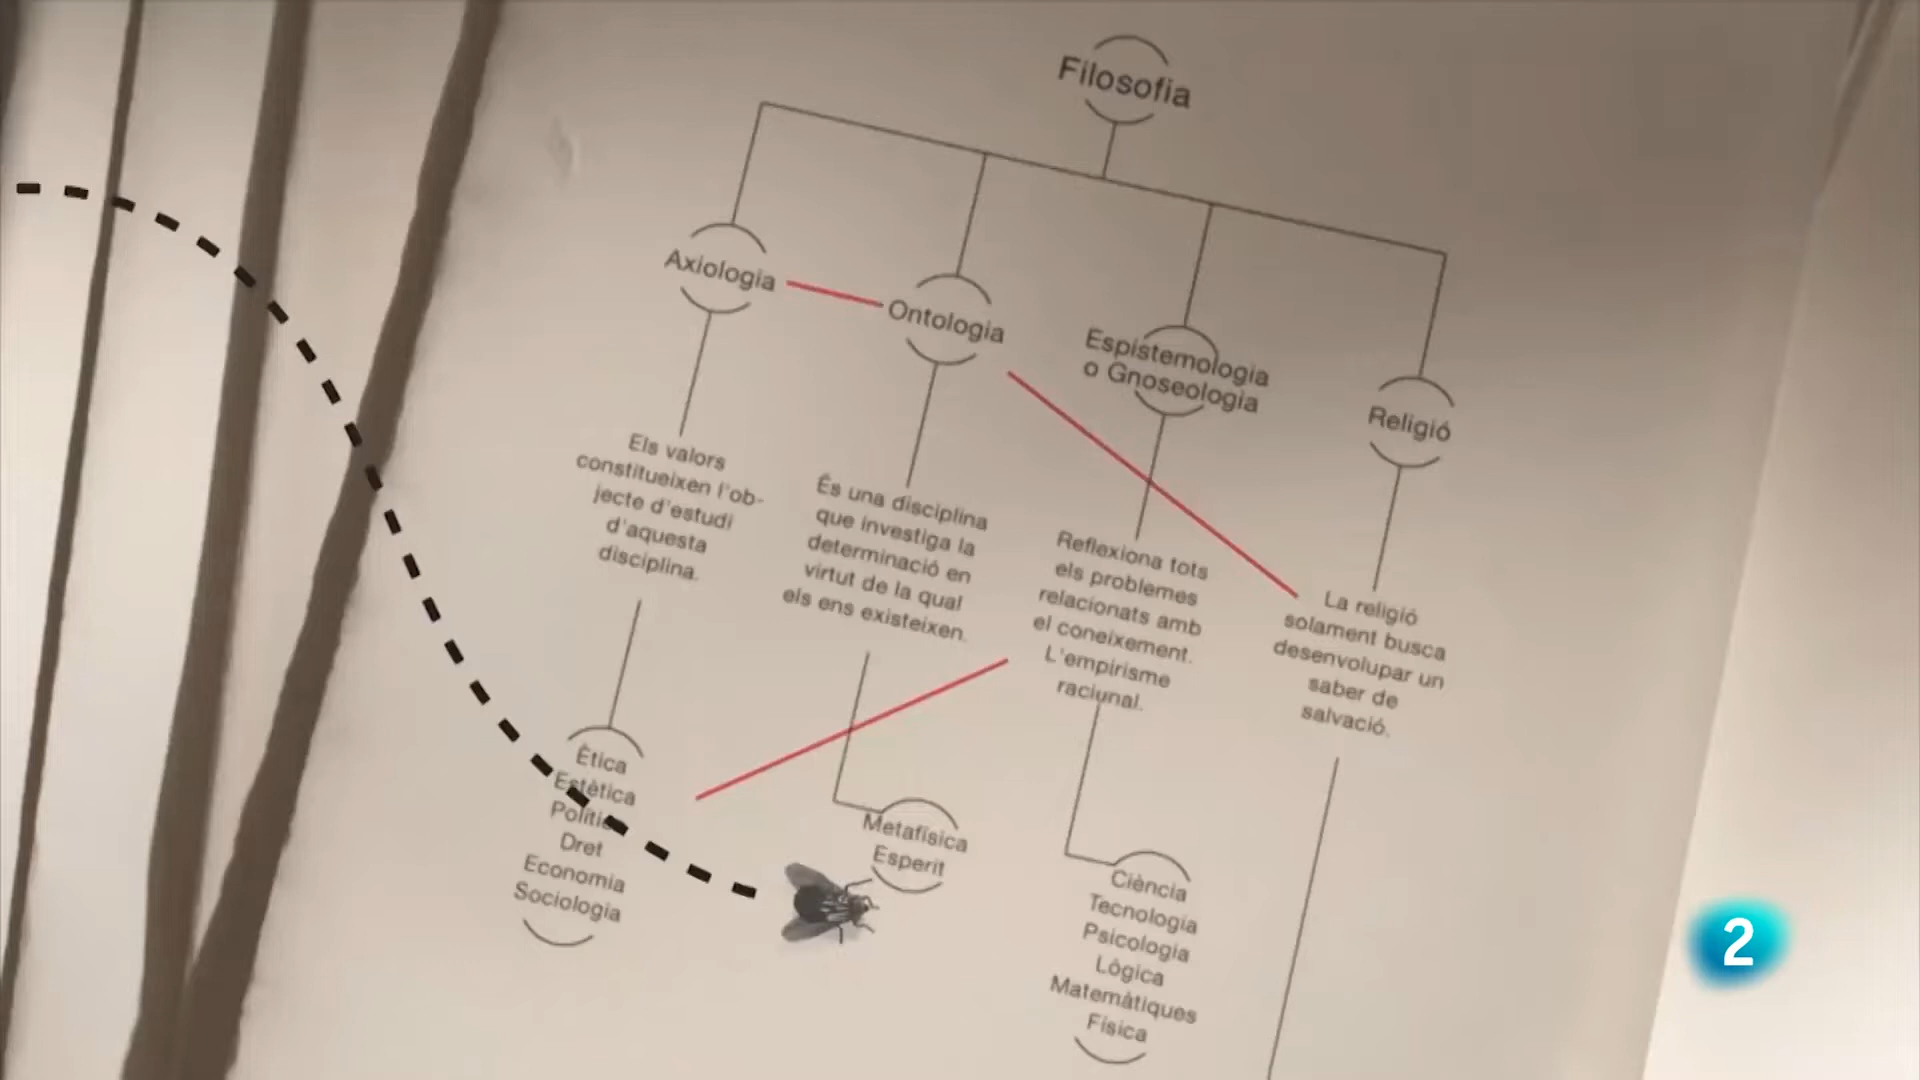 Filosofia
Axiologia
Ontologia
Espistemologia
o Gnoseologia
Religió
Els valors
constitueixen l'ob-
jecte d'estudi
d'aquesta
disciplina.
És una disciplina
que investiga la
determinació en
virtut de la qual
els ens existeixen.
Reflexiona tots
els problemes
relacionats amb
el coneixement.
L'empirisme
raciunal.
La religió
solament busca
desenvolupar un
saber de
salvació.
Ètica
Estètica
Dret
Economia
Sociologia
Metafísica
Esperit
Ciència
Tecnologia
Psicologia
Lògica
Matemàtiques
Física
2